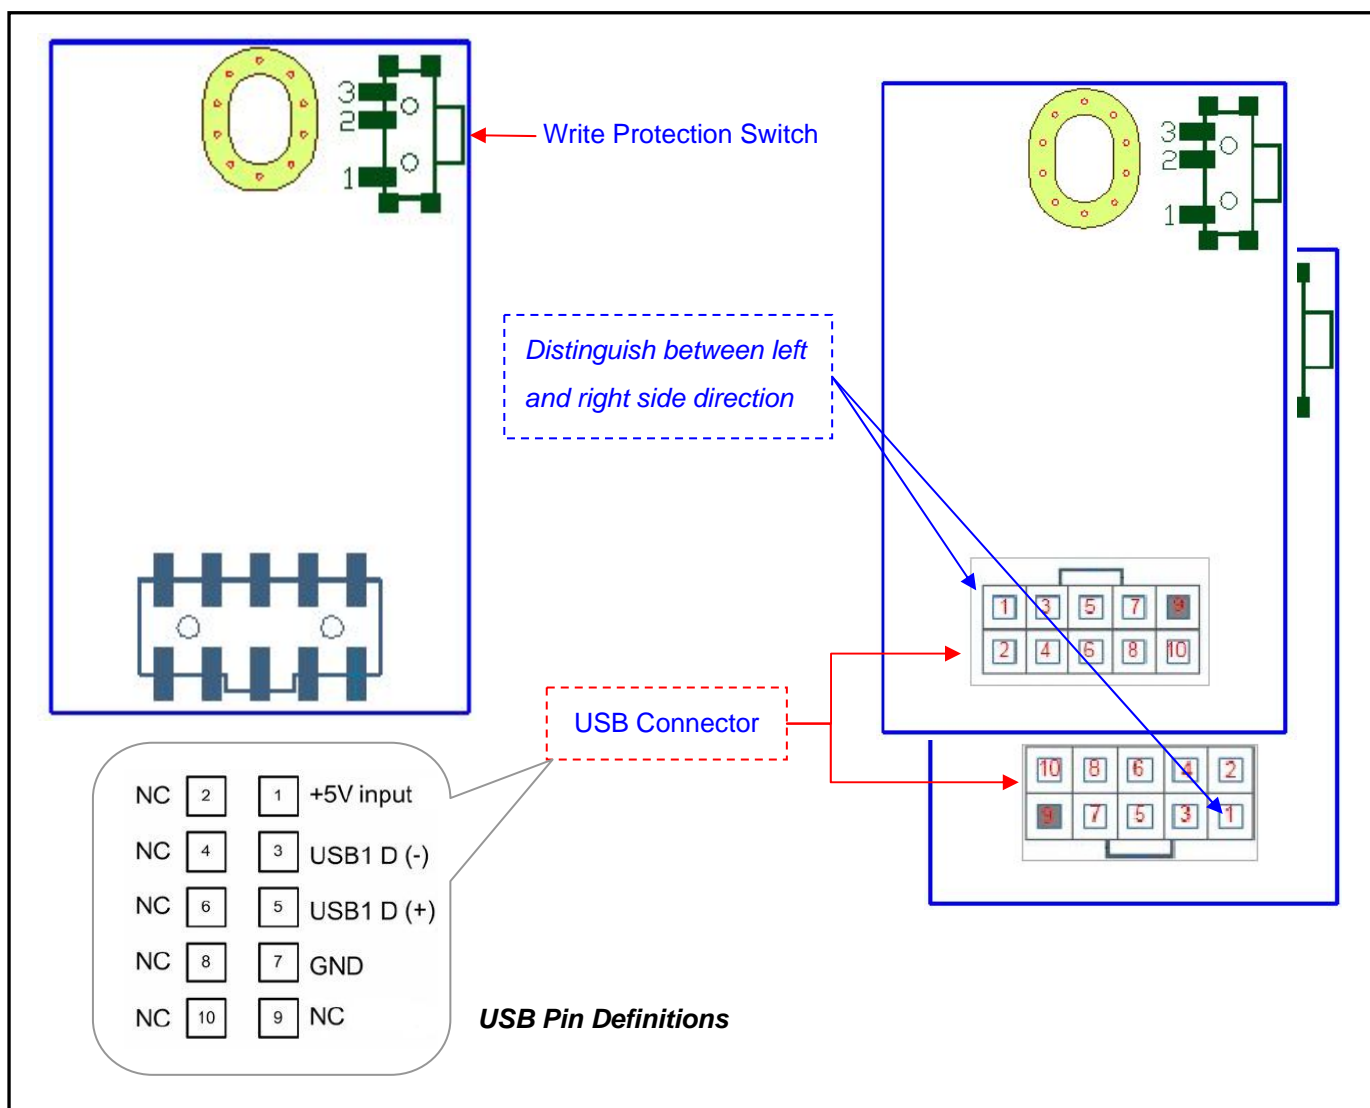 3
2
1
Write Protection Switch
3
2
1
Distinguish between left
and right side direction
1 3 5 7 9
2 4 6 8 10
USB Connector
10 8 6 4 2
9 7 5 3 1
NC 2 1 +5V input
NC 4 3 USB1 D (-)
NC 6 5 USB1 D (+)
NC 8 7 GND
NC 10 9 NC
USB Pin Definitions